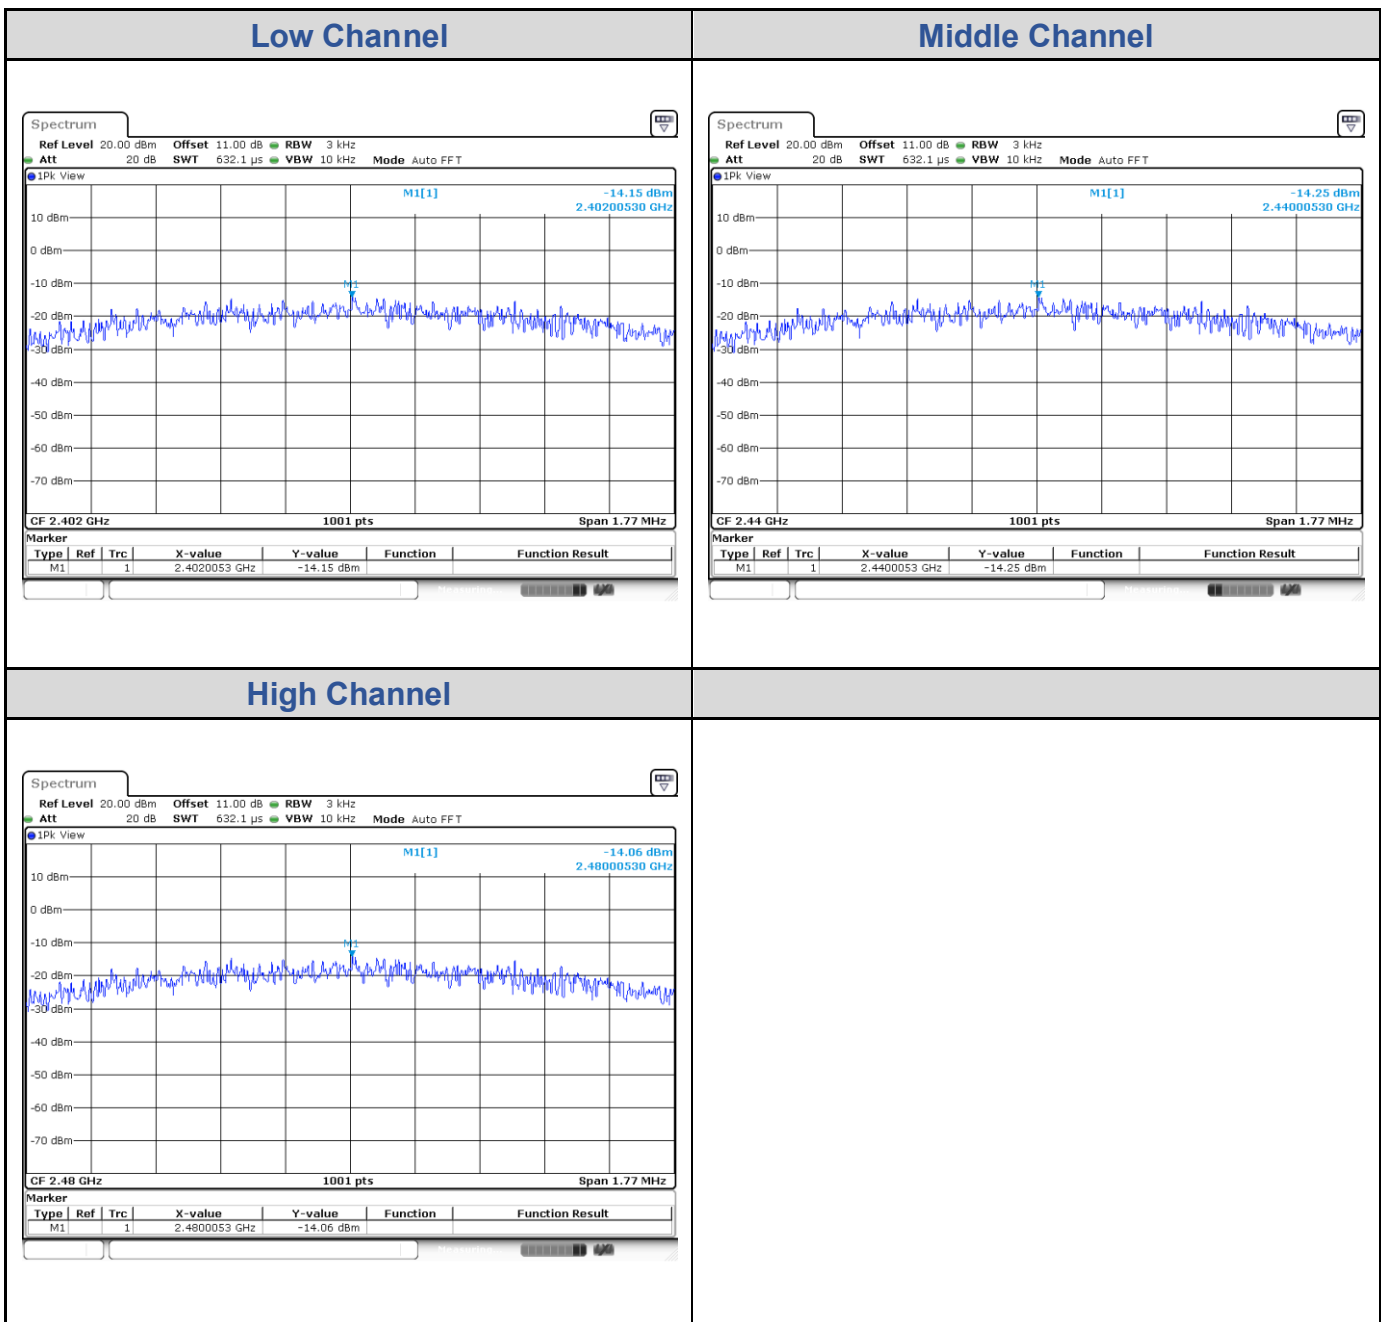 Low Channel
Middle Channel
Spectrum
Ref Level 20.00 dBm Offset 11.00 dB RBW 3 kHz
Att 20 dB SWT 632.1 µs VBW 10 kHz Mode Auto FFT
1Pk View
M1[1] -14.15 dBm
2.40200530 GHz
10 dBm
0 dBm
M1
-10 dBm
-20 dBm
-30 dBm
-40 dBm
-50 dBm
-60 dBm
-70 dBm
CF 2.402 GHz 1001 pts Span 1.77 MHz
Marker
Type Ref Trc X-value Y-value Function Function Result
M1 1 2.4020053 GHz -14.15 dBm
Measuring...
Spectrum
Ref Level 20.00 dBm Offset 11.00 dB RBW 3 kHz
Att 20 dB SWT 632.1 µs VBW 10 kHz Mode Auto FFT
1Pk View
M1[1] -14.25 dBm
2.44000530 GHz
10 dBm
0 dBm
M1
-10 dBm
-20 dBm
-30 dBm
-40 dBm
-50 dBm
-60 dBm
-70 dBm
CF 2.44 GHz 1001 pts Span 1.77 MHz
Marker
Type Ref Trc X-value Y-value Function Function Result
M1 1 2.4400053 GHz -14.25 dBm
Measuring...
High Channel
Spectrum
Ref Level 20.00 dBm Offset 11.00 dB RBW 3 kHz
Att 20 dB SWT 632.1 µs VBW 10 kHz Mode Auto FFT
1Pk View
M1[1] -14.06 dBm
2.48000530 GHz
10 dBm
0 dBm
M1
-10 dBm
-20 dBm
-30 dBm
-40 dBm
-50 dBm
-60 dBm
-70 dBm
CF 2.48 GHz 1001 pts Span 1.77 MHz
Marker
Type Ref Trc X-value Y-value Function Function Result
M1 1 2.4800053 GHz -14.06 dBm
Measuring...